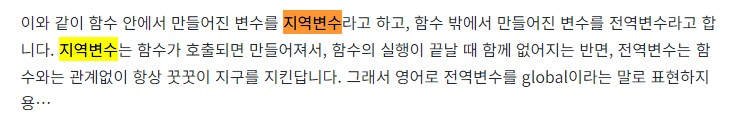 이와 같이 함수 안에서 만들어진 변수를 지역변수라고 하고, 함수 밖에서 만들어진 변수를 전역변수라고 합
니다. 지역변수는 함수가 호출되면 만들어져서, 함수의 실행이 끝날 때 함께 없어지는 반면, 전역변수는 함
수와는 관계없이 항상 꿋꿋이 지구를 지킨답니다. 그래서 영어로 전역변수를 global이라는 말로 표현하지
용…